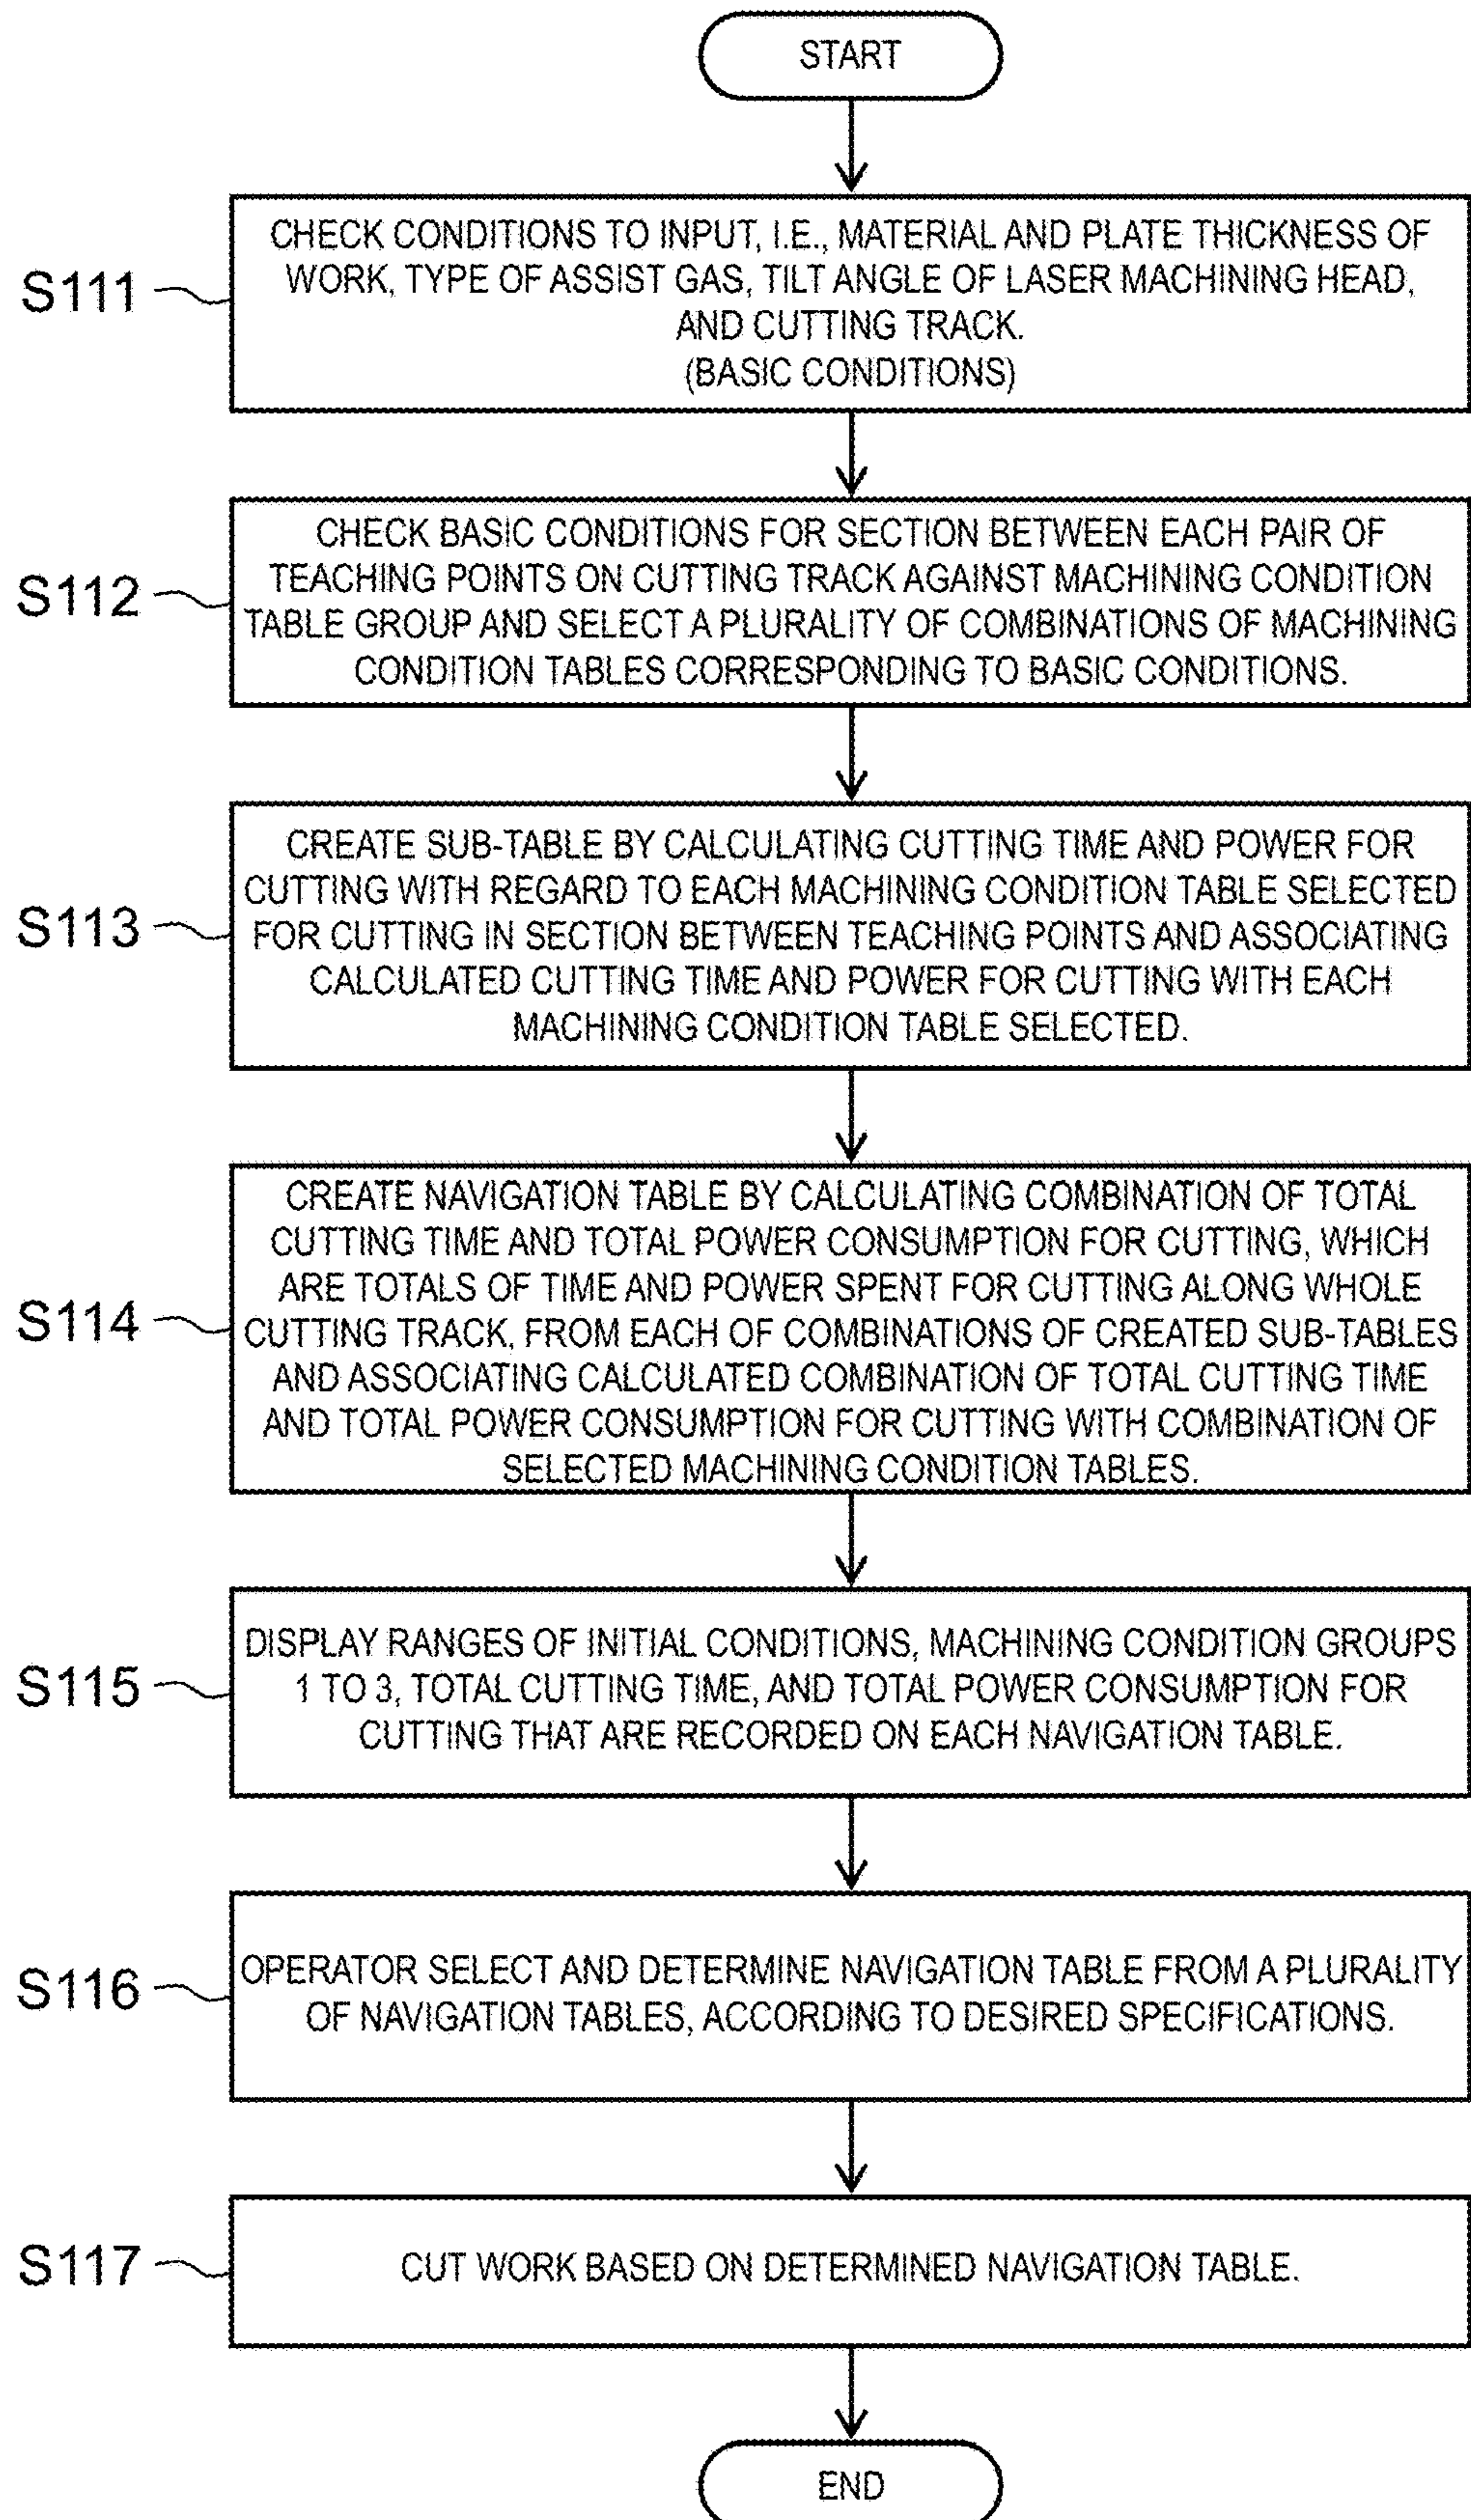 START
S111
CHECK CONDITIONS TO INPUT, I.E., MATERIAL AND PLATE THICKNESS OF
WORK, TYPE OF ASSIST GAS, TILT ANGLE OF LASER MACHINING HEAD,
AND CUTTING TRACK.
(BASIC CONDITIONS)
S112
CHECK BASIC CONDITIONS FOR SECTION BETWEEN EACH PAIR OF
TEACHING POINTS ON CUTTING TRACK AGAINST MACHINING CONDITION
TABLE GROUP AND SELECT A PLURALITY OF COMBINATIONS OF MACHINING
CONDITION TABLES CORRESPONDING TO BASIC CONDITIONS.
S113
CREATE SUB-TABLE BY CALCULATING CUTTING TIME AND POWER FOR
CUTTING WITH REGARD TO EACH MACHINING CONDITION TABLE SELECTED
FOR CUTTING IN SECTION BETWEEN TEACHING POINTS AND ASSOCIATING
CALCULATED CUTTING TIME AND POWER FOR CUTTING WITH EACH
MACHINING CONDITION TABLE SELECTED.
S114
CREATE NAVIGATION TABLE BY CALCULATING COMBINATION OF TOTAL
CUTTING TIME AND TOTAL POWER CONSUMPTION FOR CUTTING, WHICH
ARE TOTALS OF TIME AND POWER SPENT FOR CUTTING ALONG WHOLE
CUTTING TRACK, FROM EACH OF COMBINATIONS OF CREATED SUB-TABLES
AND ASSOCIATING CALCULATED COMBINATION OF TOTAL CUTTING TIME
AND TOTAL POWER CONSUMPTION FOR CUTTING WITH COMBINATION OF
SELECTED MACHINING CONDITION TABLES.
S115
DISPLAY RANGES OF INITIAL CONDITIONS, MACHINING CONDITION GROUPS
1 TO 3, TOTAL CUTTING TIME, AND TOTAL POWER CONSUMPTION FOR
CUTTING THAT ARE RECORDED ON EACH NAVIGATION TABLE.
S116
OPERATOR SELECT AND DETERMINE NAVIGATION TABLE FROM A PLURALITY
OF NAVIGATION TABLES, ACCORDING TO DESIRED SPECIFICATIONS.
S117
CUT WORK BASED ON DETERMINED NAVIGATION TABLE.
END